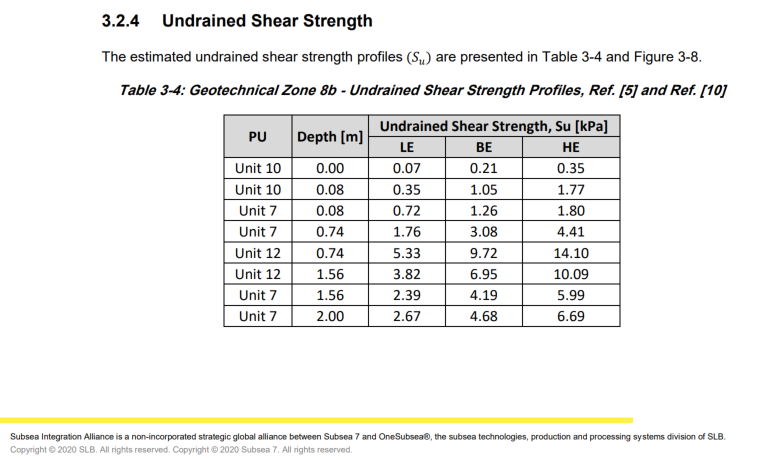 3.2.4 Undrained Shear Strength
The estimated undrained shear strength profiles (Su) are presented in Table 3-4 and Figure 3-8.
Table 3-4: Geotechnical Zone 8b - Undrained Shear Strength Profiles, Ref. [5] and Ref. [10]
PU Depth [m] Undrained Shear Strength, Su [kPa]
LE BE HE
Unit 10 0.00 0.07 0.21 0.35
Unit 10 0.08 0.35 1.05 1.77
Unit 7 0.08 0.72 1.26 1.80
Unit 7 0.74 1.76 3.08 4.41
Unit 12 0.74 5.33 9.72 14.10
Unit 12 1.56 3.82 6.95 10.09
Unit 7 1.56 2.39 4.19 5.99
Unit 7 2.00 2.67 4.68 6.69
Subsea Integration Alliance is a non-incorporated strategic global alliance between Subsea 7 and OneSubsea®, the subsea technologies, production and processing systems division of SLB.
Copyright © 2020 SLB. All rights reserved. Copyright © 2020 Subsea 7. All rights reserved.